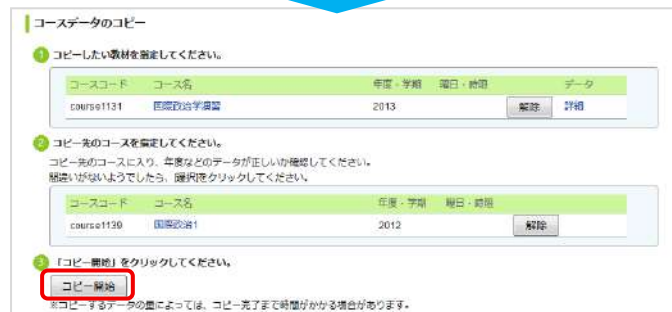 コースデータのコピー
1 コピーしたい教材を指定してください。
コースコード コース名 年度・学期 曜日・時限 データ
course1131 国際政治学演習 2013 解除 詳細
2 コピー先のコースを指定してください。
コピー先のコースに入り、年度などのデータが正しいか確認してください。
間違いがないようでしたら、[選択]をクリックしてください。
コースコード コース名 年度・学期 曜日・時限
course1130 国際政治1 2012 解除
3 「コピー開始」をクリックしてください。
コピー開始
※コピーするデータの量によっては、コピー完了まで時間がかかる場合があります。